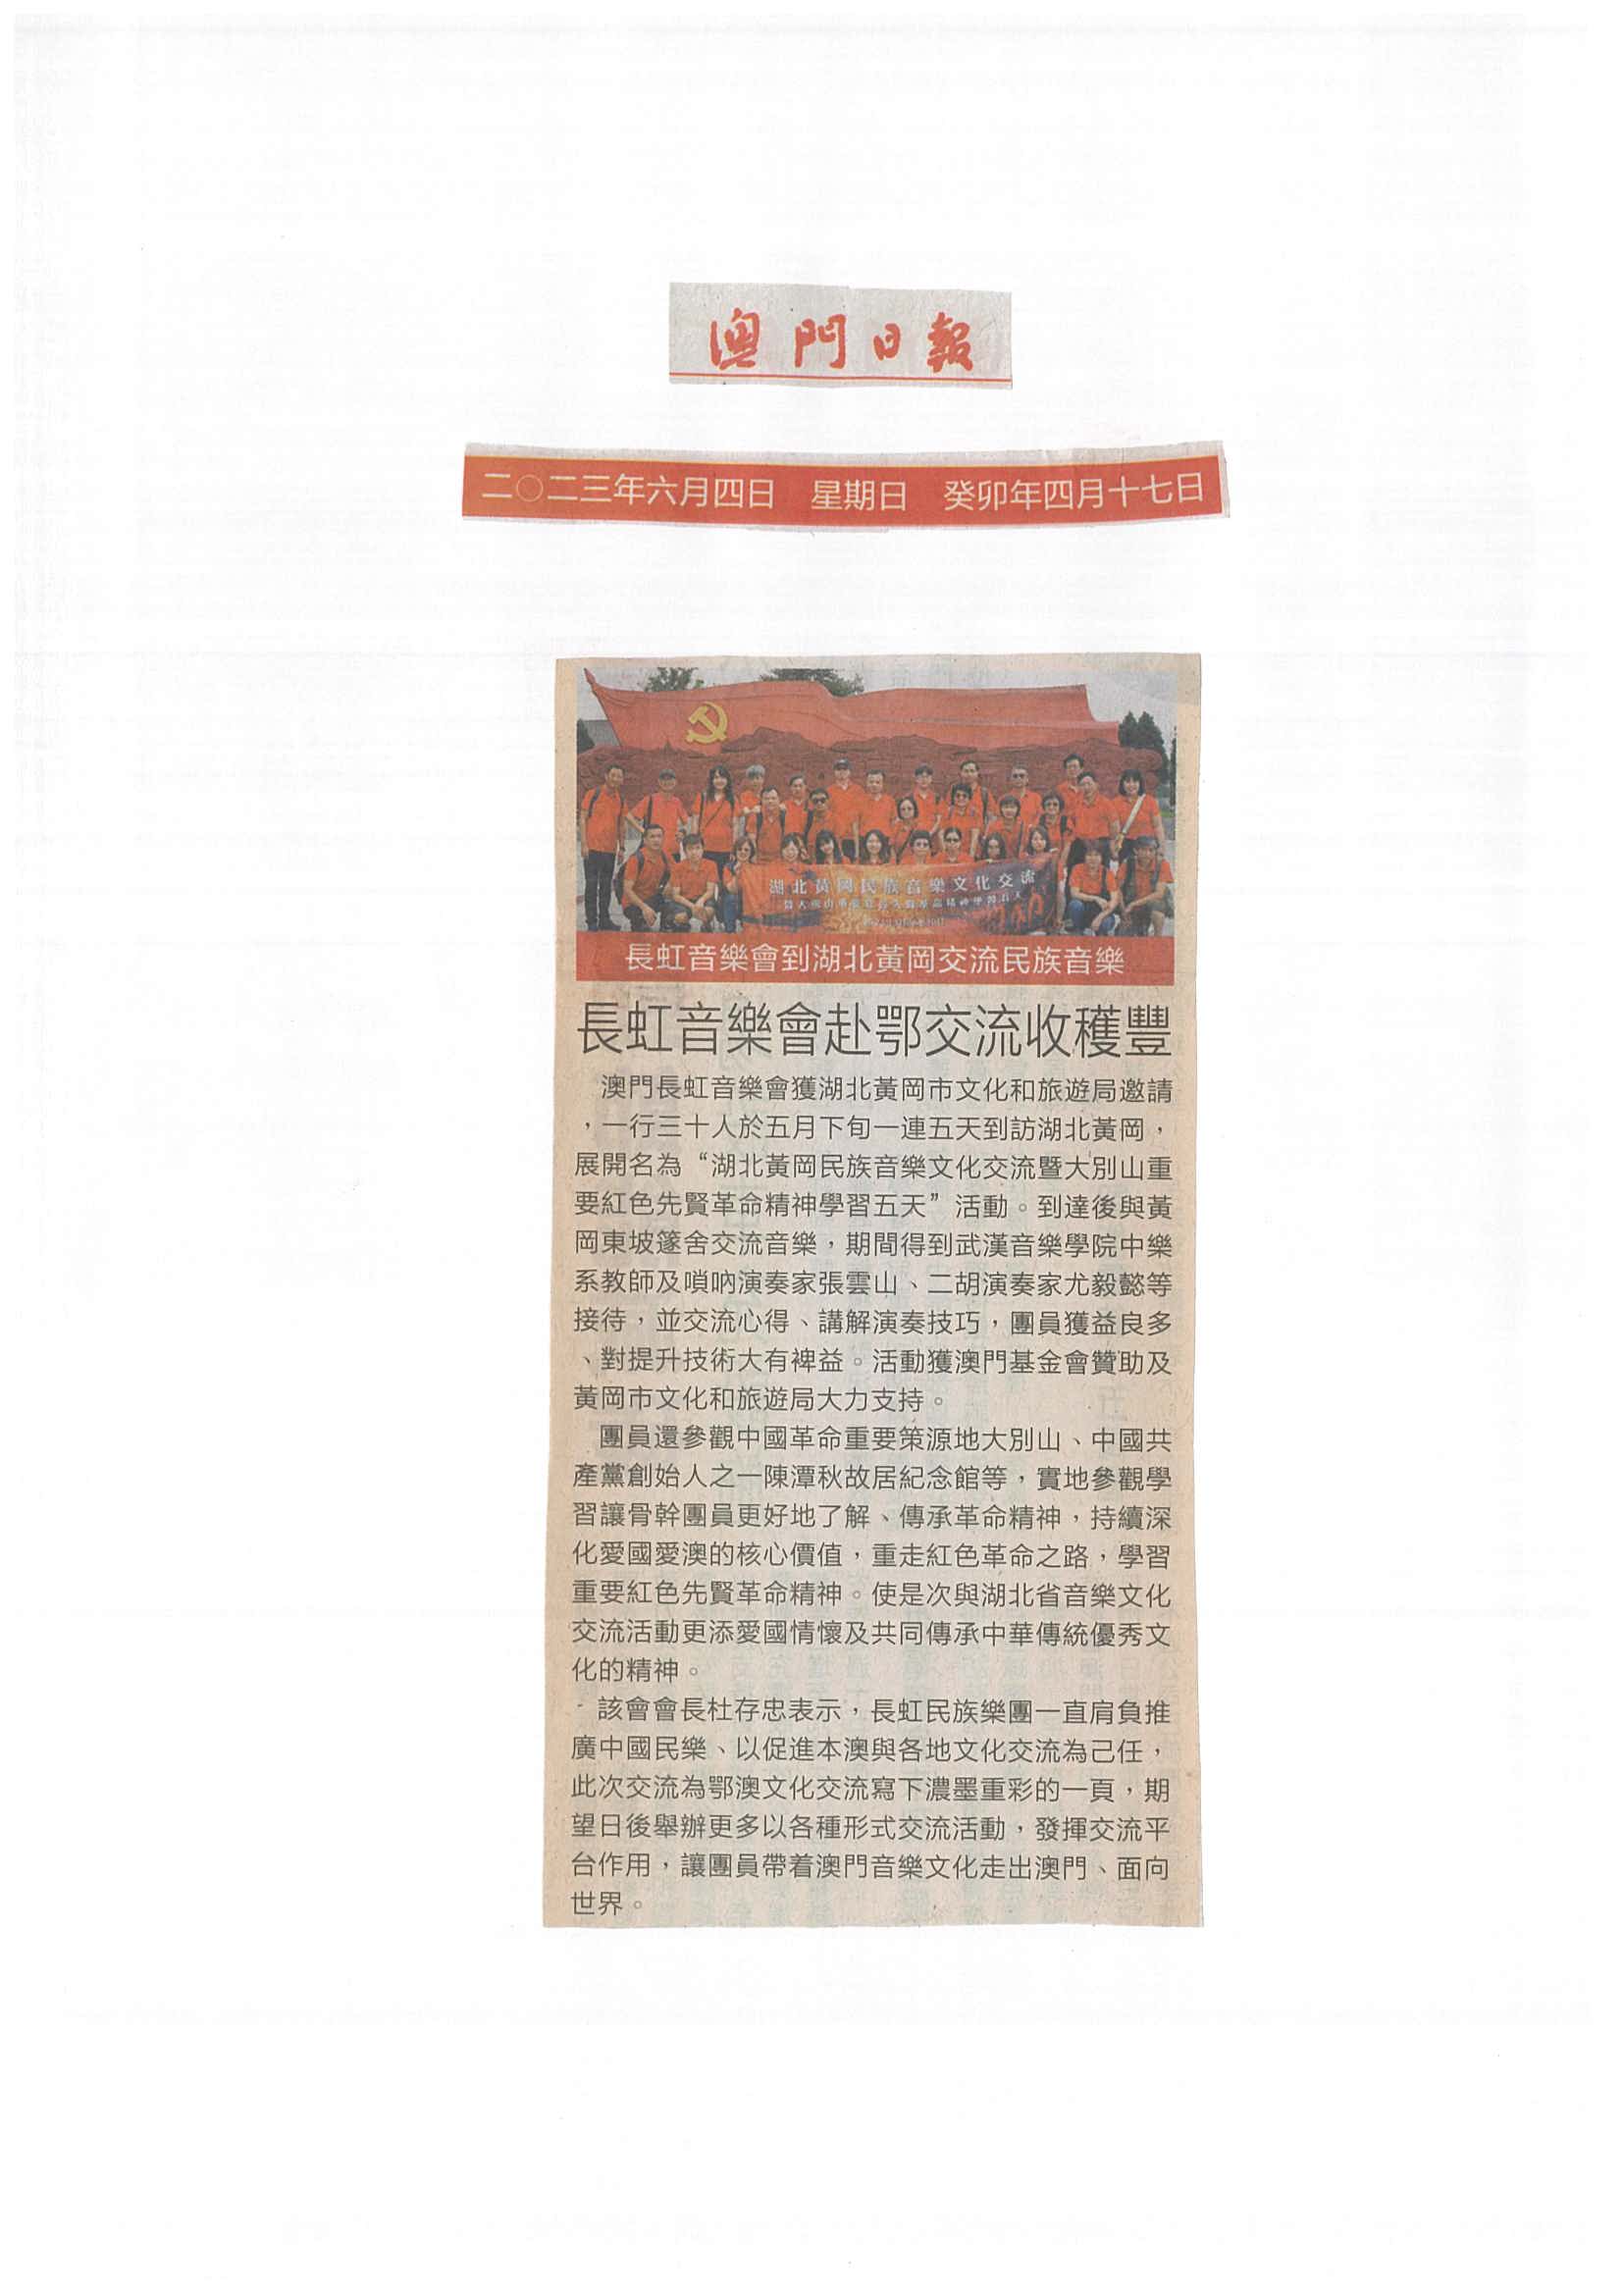 澳門日報
二〇二三年六月四日　星期日　癸卯年四月十七日
湖北黃岡民族音樂文化交流
長虹音樂會到湖北黃岡交流民族音樂
長虹音樂會赴鄂交流收穫豐
澳門長虹音樂會獲湖北黃岡市文化和旅遊局邀請
，一行三十人於五月下旬一連五天到訪湖北黃岡，
展開名為“湖北黃岡民族音樂文化交流暨大別山重
要紅色先賢革命精神學習五天”活動。到達後與黃
岡東坡篴舍交流音樂，期間得到武漢音樂學院中樂
系教師及嗩吶演奏家張雲山、二胡演奏家尤毅懿等
接待，並交流心得、講解演奏技巧，團員獲益良多
、對提升技術大有裨益。活動獲澳門基金會贊助及
黃岡市文化和旅遊局大力支持。
團員還參觀中國革命重要策源地大別山、中國共
產黨創始人之一陳潭秋故居紀念館等，實地參觀學
習讓骨幹團員更好地了解、傳承革命精神，持續深
化愛國愛澳的核心價值，重走紅色革命之路，學習
重要紅色先賢革命精神。使是次與湖北省音樂文化
交流活動更添愛國情懷及共同傳承中華傳統優秀文
化的精神。
該會會長杜存忠表示，長虹民族樂團一直肩負推
廣中國民樂、以促進本澳與各地文化交流為己任，
此次交流為鄂澳文化交流寫下濃墨重彩的一頁，期
望日後舉辦更多以各種形式交流活動，發揮交流平
台作用，讓團員帶着澳門音樂文化走出澳門、面向
世界。